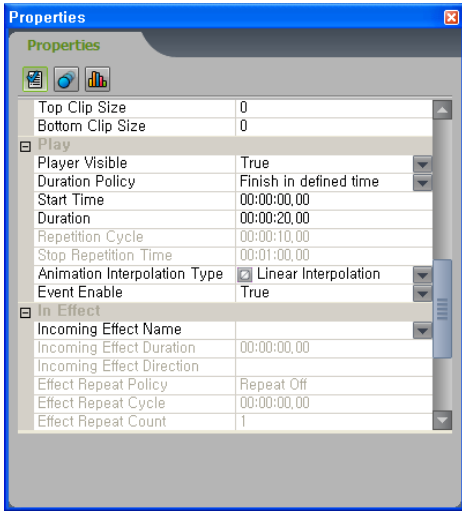 Properties
Properties
Top Clip Size 0
Bottom Clip Size 0
Play
Player Visible True
Duration Policy Finish in defined time
Start Time 00:00:00,00
Duration 00:00:20,00
Repetition Cycle 00:00:10,00
Stop Repetition Time 00:01:00,00
Animation Interpolation Type Linear Interpolation
Event Enable True
In Effect
Incoming Effect Name
Incoming Effect Duration 00:00:00,00
Incoming Effect Direction
Effect Repeat Policy Repeat Off
Effect Repeat Cycle 00:00:00,00
Effect Repeat Count 1